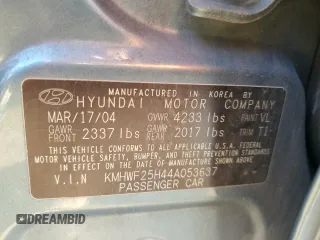 MANUFACTURED IN KOREA BY
HYUNDAI MOTOR COMPANY
MAR/17/04 GVWR 4233 lbs PAINT VL
GAWR FRONT 2337 lbs GAWR REAR 2017 lbs TRIM TI
THIS VEHICLE CONFORMS TO ALL APPLICABLE U.S.A. FEDERAL
MOTOR VEHICLE SAFETY, BUMPER, AND THEFT PREVENTION STANDARDS
IN EFFECT ON THE DATE OF MANUFACTURE SHOWN ABOVE.
V.I.N KMHWF25H44A053637
PASSENGER CAR
DREAMBID